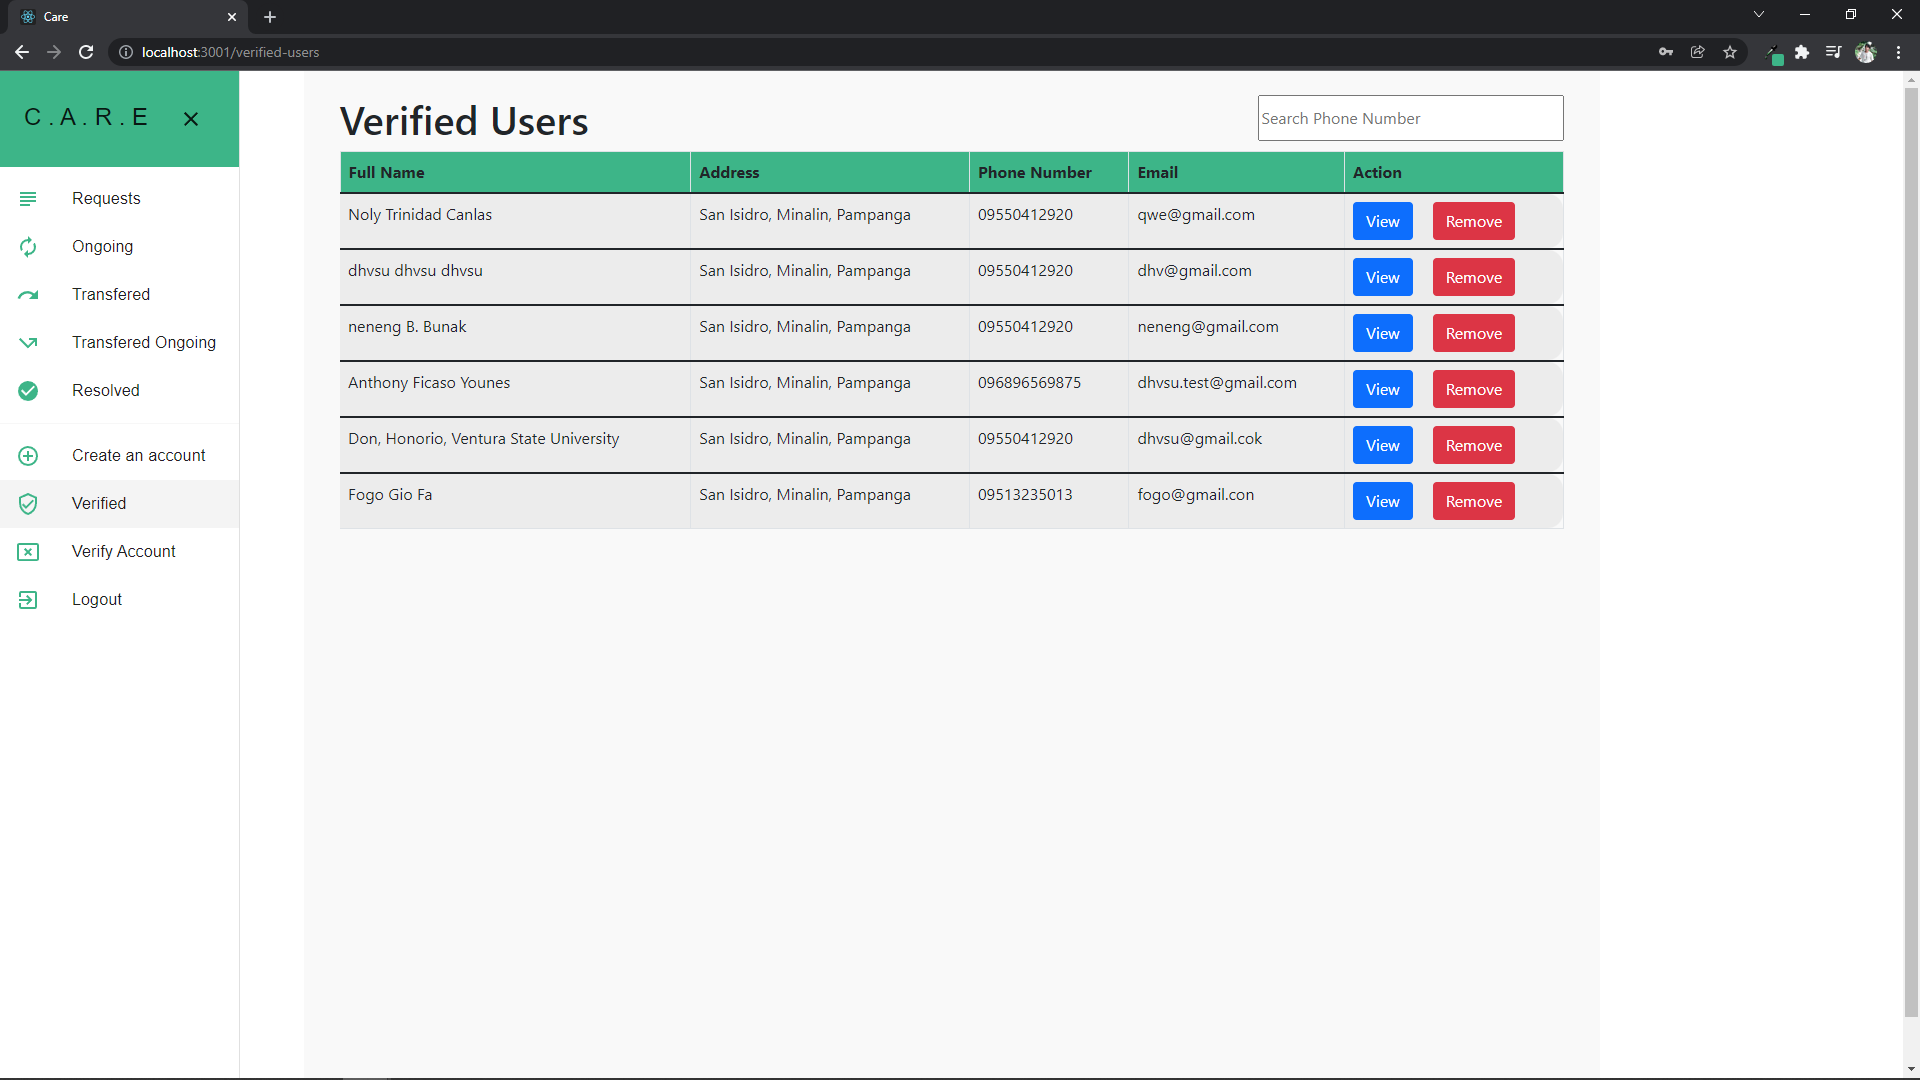 Care
localhost:3001/verified-users
C.A.R.E
Requests
Ongoing
Transfered
Transfered Ongoing
Resolved
Create an account
Verified
Verify Account
Logout
Verified Users
Search Phone Number
Full Name Address Phone Number Email Action
Noly Trinidad Canlas San Isidro, Minalin, Pampanga 09550412920 qwe@gmail.com View Remove
dhvsu dhvsu dhvsu San Isidro, Minalin, Pampanga 09550412920 dhv@gmail.com View Remove
neneng B. Bunak San Isidro, Minalin, Pampanga 09550412920 neneng@gmail.com View Remove
Anthony Ficaso Younes San Isidro, Minalin, Pampanga 096896569875 dhvsu.test@gmail.com View Remove
Don, Honorio, Ventura State University San Isidro, Minalin, Pampanga 09550412920 dhvsu@gmail.cok View Remove
Fogo Gio Fa San Isidro, Minalin, Pampanga 09513235013 fogo@gmail.con View Remove